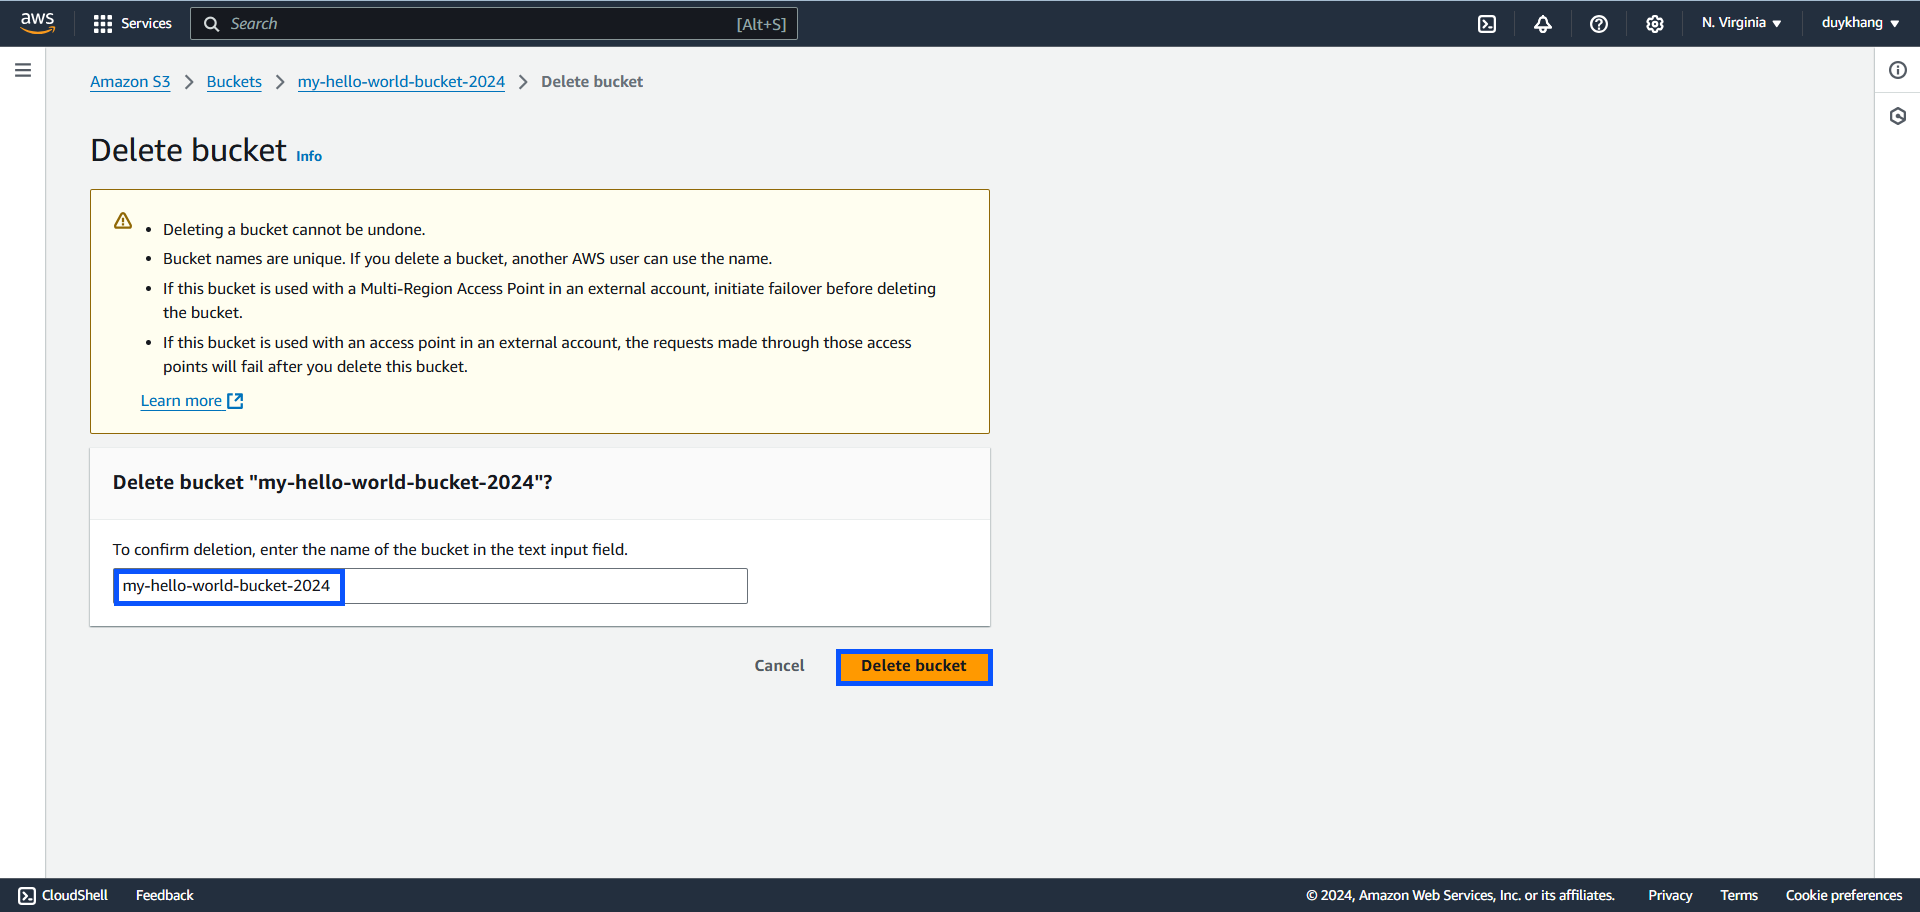 aws
Services
Search
[Alt+S]
N. Virginia
duykhang
Amazon S3
Buckets
my-hello-world-bucket-2024
Delete bucket
Delete bucket Info
Deleting a bucket cannot be undone.
Bucket names are unique. If you delete a bucket, another AWS user can use the name.
If this bucket is used with a Multi-Region Access Point in an external account, initiate failover before deleting
the bucket.
If this bucket is used with an access point in an external account, the requests made through those access
points will fail after you delete this bucket.
Learn more
Delete bucket "my-hello-world-bucket-2024"?
To confirm deletion, enter the name of the bucket in the text input field.
my-hello-world-bucket-2024
Cancel
Delete bucket
CloudShell
Feedback
© 2024, Amazon Web Services, Inc. or its affiliates.
Privacy
Terms
Cookie preferences